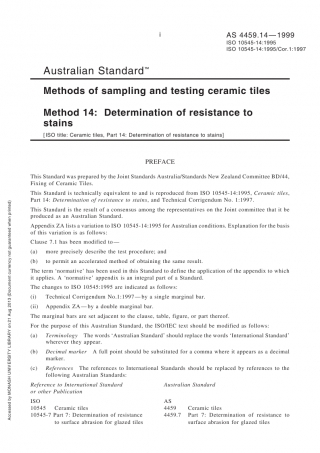 i
AS 4459.14—1999
ISO 10545-14:1995
ISO 10545-14:1995/Cor.1:1997
Australian Standard™
Methods of sampling and testing ceramic tiles
Method 14: Determination of resistance to
stains
[ISO title: Ceramic tiles, Part 14: Determination of resistance to stains]
PREFACE
This Standard was prepared by the Joint Standards Australia/Standards New Zealand Committee BD/44,
Fixing of Ceramic Tiles.
This Standard is technically equivalent to and is reproduced from ISO 10545-14:1995, Ceramic tiles,
Part 14: Determination of resistance to stains, and Technical Corrigendum No. 1:1997.
This Standard is the result of a consensus among the representatives on the Joint committee that it be
produced as an Australian Standard.
Appendix ZA lists a variation to ISO 10545-14:1995 for Australian conditions. Explanation for the basis
of this variation is as follows:
Clause 7.1 has been modified to—
(a) more precisely describe the test procedure; and
(b) to permit an accelerated method of obtaining the same result.
The term ‘normative’ has been used in this Standard to define the application of the appendix to which
it applies. A ‘normative’ appendix is an integral part of a Standard.
The changes to ISO 10545:1995 are indicated as follows:
(i) Technical Corrigendum No.1:1997—by a single marginal bar.
(ii) Appendix ZA—by a double marginal bar.
The marginal bars are set adjacent to the clause, table, figure, or part thereof.
For the purpose of this Australian Standard, the ISO/IEC text should be modified as follows:
(a) Terminology The words ‘Australian Standard’ should replace the words ‘International Standard’
wherever they appear.
(b) Decimal marker A full point should be substituted for a comma where it appears as a decimal
marker.
(c) References The references to International Standards should be replaced by references to the
following Australian Standards:
Reference to International Standard Australian Standard
or other Publication
ISO AS
10545 Ceramic tiles 4459 Ceramic tiles
10545-7 Part 7: Determination of resistance 4459.7 Part 7: Determination of resistance to
to surface abrasion for glazed tiles surface abrasion for glazed tiles
Accessed by MONASH UNIVERSITY LIBRARY on 21 Aug 2013 (Document currency not guaranteed when printed)